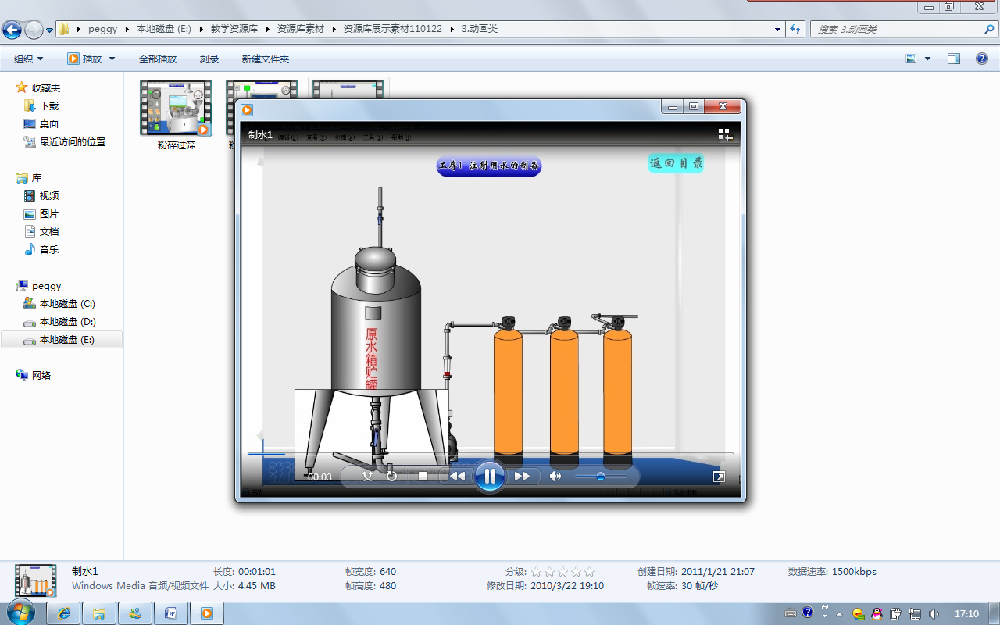 peggy
本地磁盘 (E:)
教学资源库
资源库素材
资源库展示素材110122
3.动画类
搜索 3.动画类
组织
播放
全部播放
刻录
新建文件夹
收藏夹
下载
桌面
最近访问的位置
库
视频
图片
文档
音乐
peggy
本地磁盘 (C:)
本地磁盘 (D:)
本地磁盘 (E:)
网络
粉碎过筛
制水1
查看(V)
工具(T)
帮助(H)
工序1 注射用水的制备
返回目录
原水箱贮罐
00:03
制水1
Windows Media 音频/视频文件
长度: 00:01:01
大小: 4.45 MB
帧宽度: 640
帧高度: 480
分级:
修改日期: 2010/3/22 19:10
创建日期: 2011/1/21 21:07
帧速率: 30 帧/秒
数据速率: 1500kbps
17:10